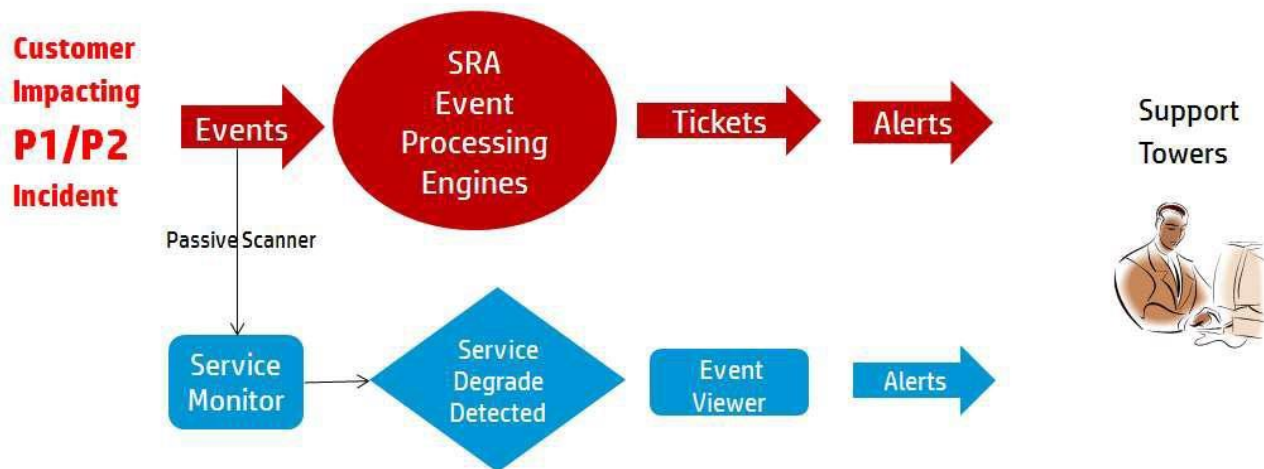 Customer
Impacting
P1/P2
Incident
Events
SRA
Event
Processing
Engines
Tickets
Alerts
Support
Towers
Passive Scanner
Service
Monitor
Service
Degrade
Detected
Event
Viewer
Alerts